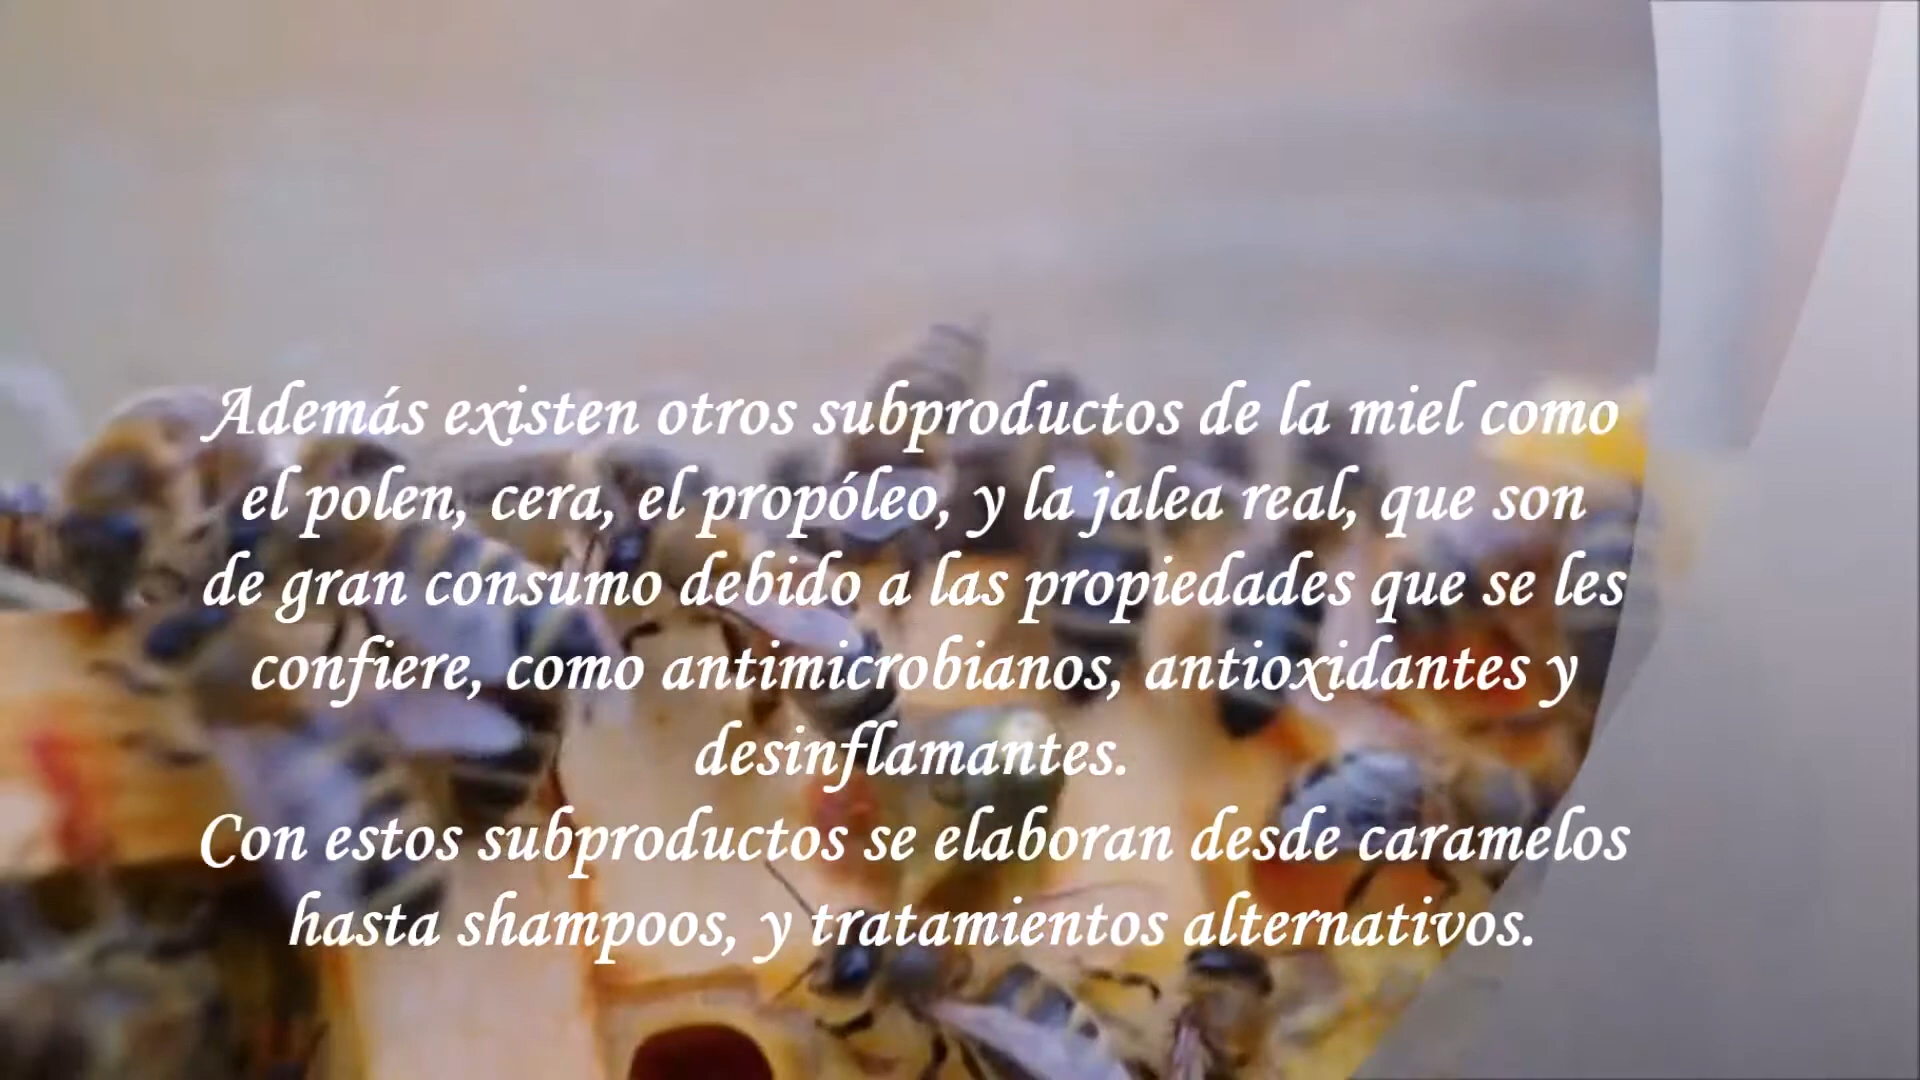 Además existen otros subproductos de la miel como
el polen, cera, el propóleo, y la jalea real, que son
de gran consumo debido a las propiedades que se les
confiere, como antimicrobianos, antioxidantes y
desinflamantes.
Con estos subproductos se elaboran desde caramelos
hasta shampoos, y tratamientos alternativos.